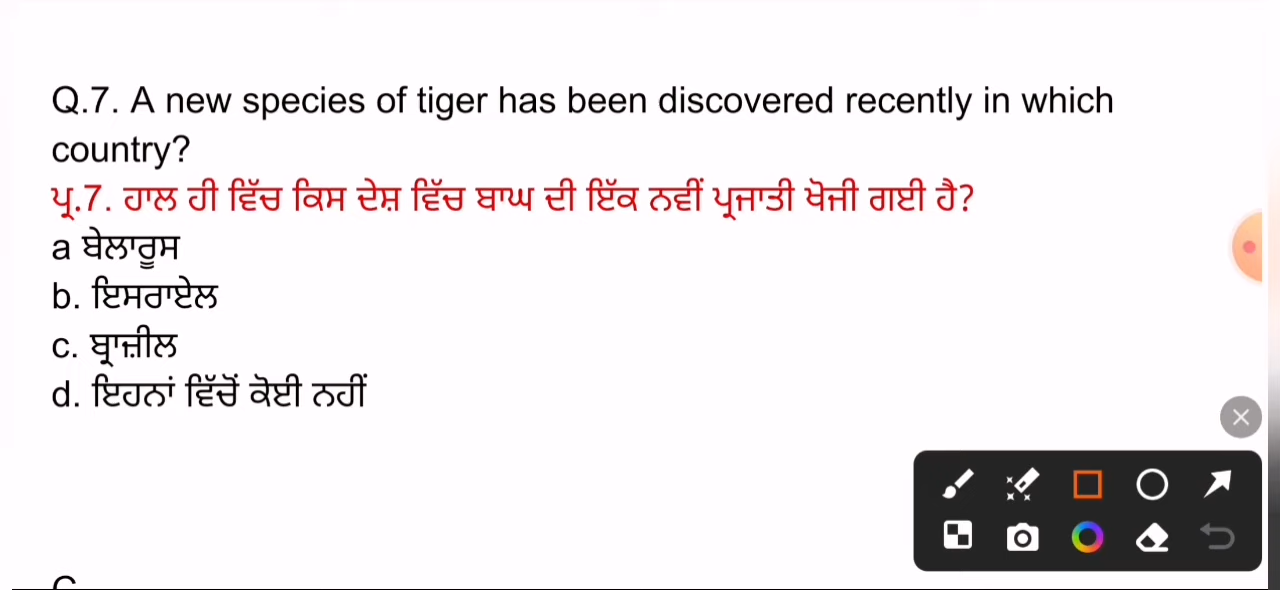 Q.7. A new species of tiger has been discovered recently in which
country?
ਪ੍ਰ.7. ਹਾਲ ਹੀ ਵਿੱਚ ਕਿਸ ਦੇਸ਼ ਵਿੱਚ ਬਾਘ ਦੀ ਇੱਕ ਨਵੀਂ ਪ੍ਰਜਾਤੀ ਖੋਜੀ ਗਈ ਹੈ?
a ਬੇਲਾਰੂਸ
b. ਇਸਰਾਏਲ
c. ਬ੍ਰਾਜ਼ੀਲ
d. ਇਹਨਾਂ ਵਿੱਚੋਂ ਕੋਈ ਨਹੀਂ